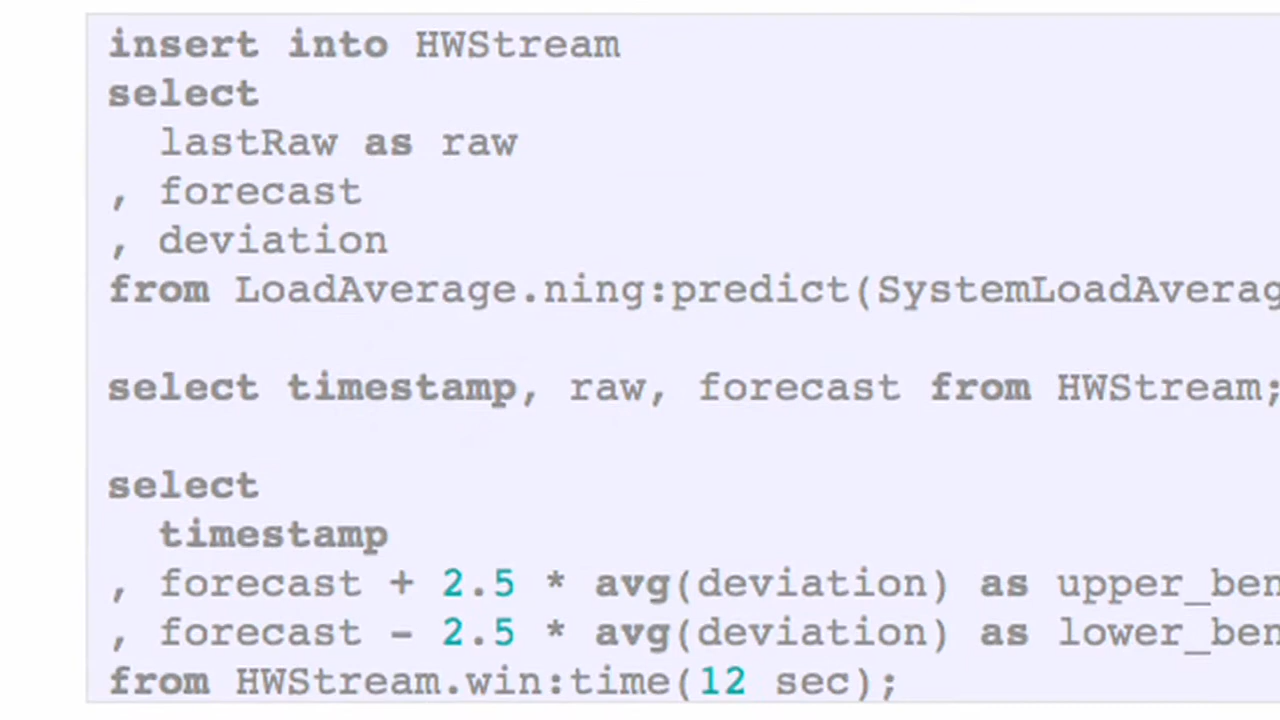 insert into HWStream
select
lastRaw as raw
, forecast
, deviation
from LoadAverage.ning:predict(SystemLoadAverag
select timestamp, raw, forecast from HWStream;
select
timestamp
, forecast + 2.5 * avg(deviation) as upper_ben
, forecast - 2.5 * avg(deviation) as lower_ben
from HWStream.win:time(12 sec);